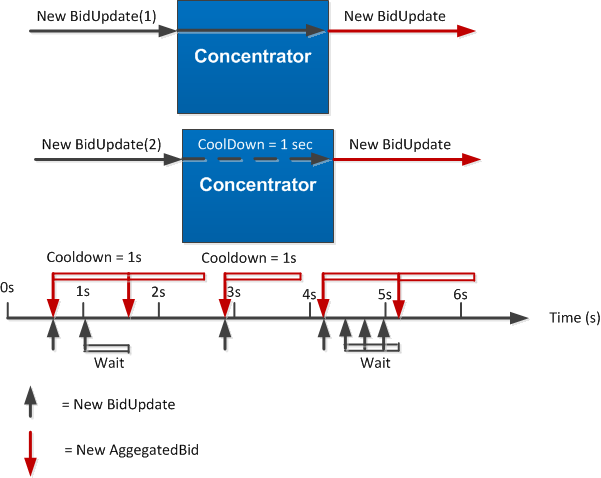 New BidUpdate(1)
New BidUpdate
Concentrator
New BidUpdate(2)
CoolDown = 1 sec
New BidUpdate
Concentrator
Cooldown = 1s
Cooldown = 1s
0s
1s
2s
3s
4s
5s
6s
Time (s)
Wait
Wait
= New BidUpdate
= New AggegatedBid